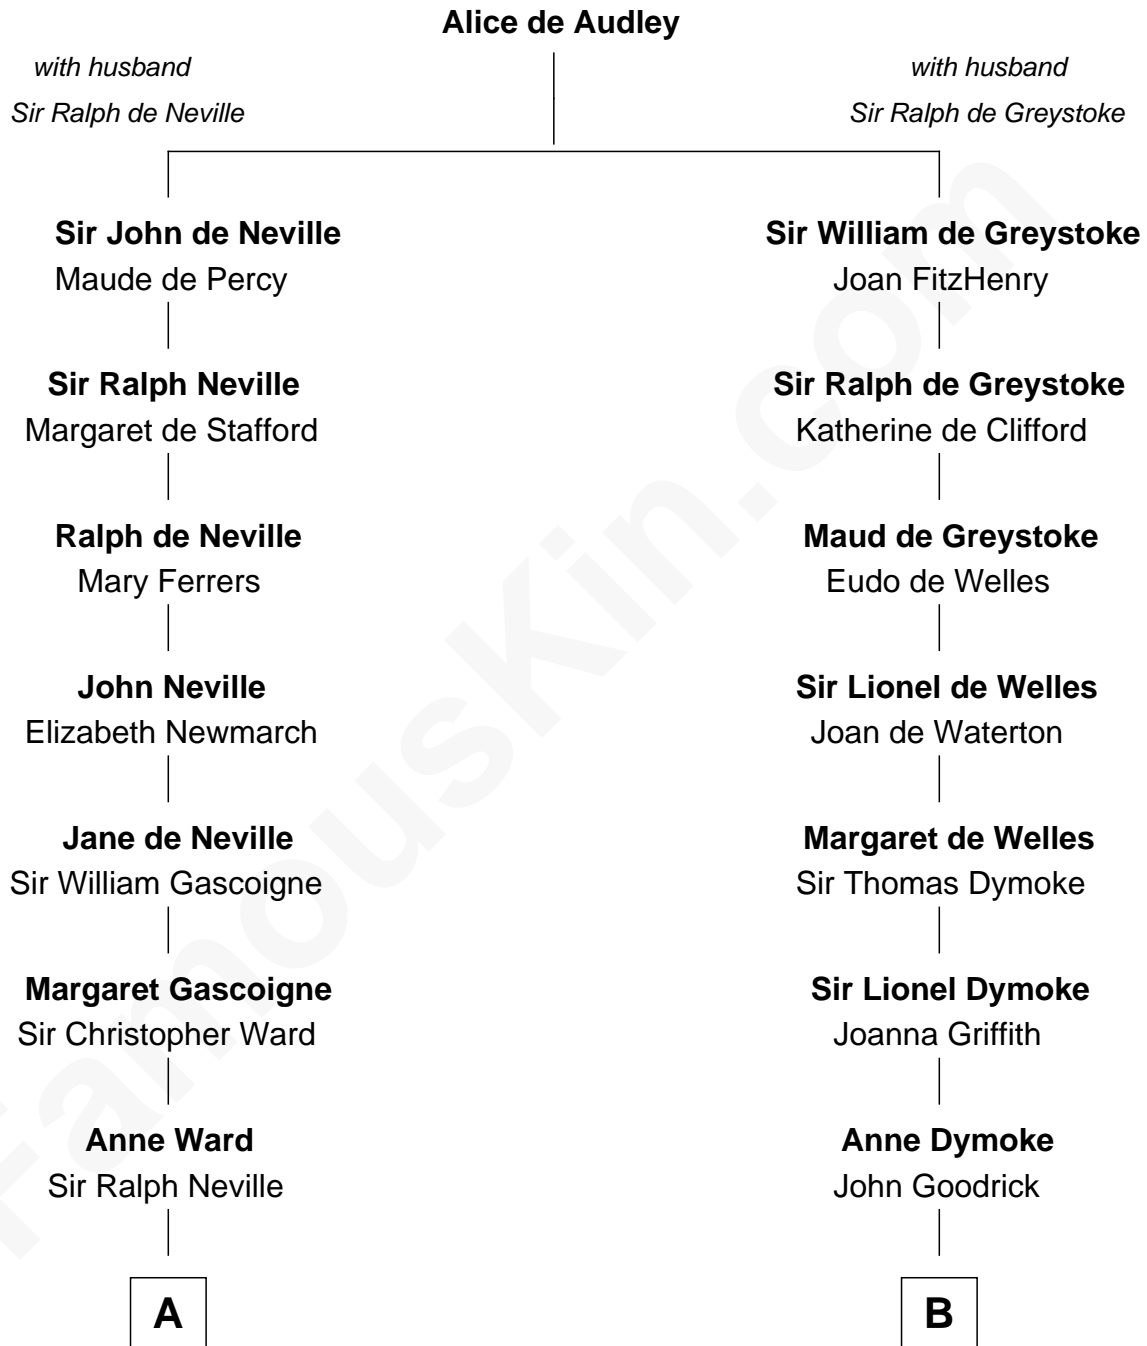 Alice de Audley
with husband
Sir Ralph de Neville
with husband
Sir Ralph de Greystoke
Sir John de Neville
Maude de Percy
Sir William de Greystoke
Joan FitzHenry
Sir Ralph Neville
Margaret de Stafford
Sir Ralph de Greystoke
Katherine de Clifford
Ralph de Neville
Mary Ferrers
Maud de Greystoke
Eudo de Welles
John Neville
Elizabeth Newmarch
Sir Lionel de Welles
Joan de Waterton
Jane de Neville
Sir William Gascoigne
Margaret de Welles
Sir Thomas Dymoke
Margaret Gascoigne
Sir Christopher Ward
Sir Lionel Dymoke
Joanna Griffith
Anne Ward
Sir Ralph Neville
Anne Dymoke
John Goodrick
A
B
FamousKin.com